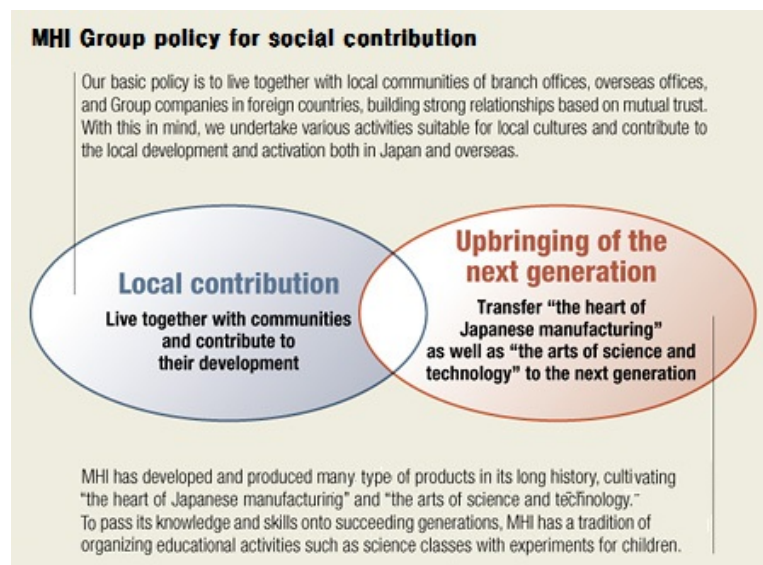 MHI Group policy for social contribution
Our basic policy is to live together with local communities of branch offices, overseas offices,
and Group companies in foreign countries, building strong relationships based on mutual trust.
With this in mind, we undertake various activities suitable for local cultures and contribute to
the local development and activation both in Japan and overseas.
Local contribution
Live together with communities
and contribute to
their development
Upbringing of the
next generation
Transfer “the heart of
Japanese manufacturing”
as well as “the arts of science and
technology” to the next generation
MHI has developed and produced many type of products in its long history, cultivating
“the heart of Japanese manufacturing” and “the arts of science and technology.”
To pass its knowledge and skills onto succeeding generations, MHI has a tradition of
organizing educational activities such as science classes with experiments for children.